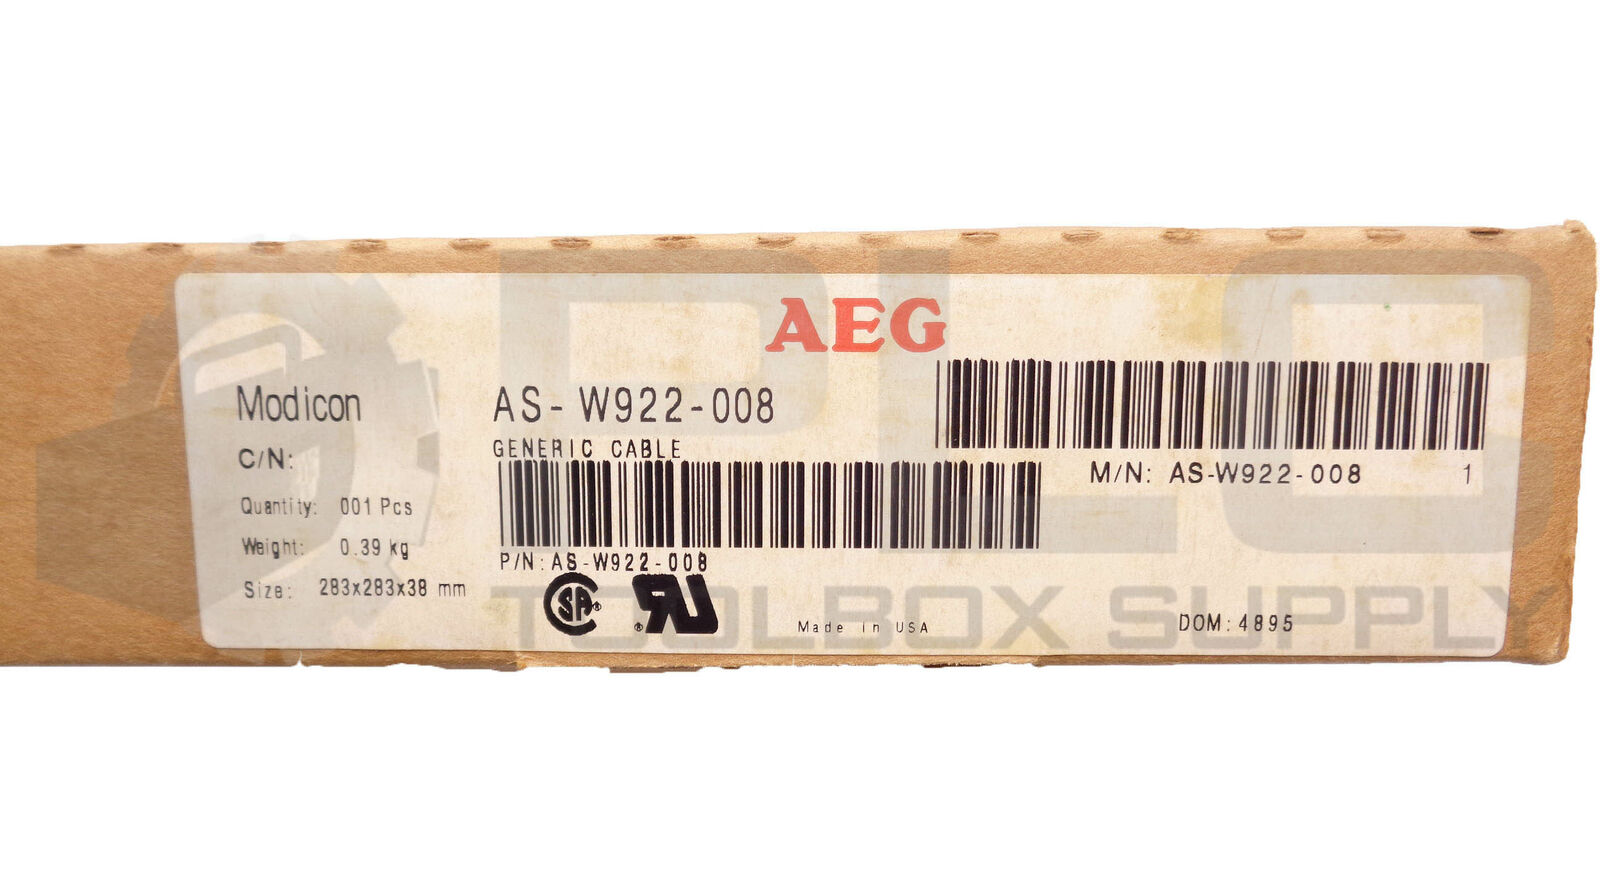 AEG
Modicon
AS-W922-008
GENERIC CABLE
C/N:
M/N: AS-W922-008 1
Quantity: 001 Pcs
Weight: 0.39 kg
P/N: AS-W922-008
Size: 283x283x38 mm
SA
Made in USA
DOM: 4895
PLC
TOOLBOX SUPPLY